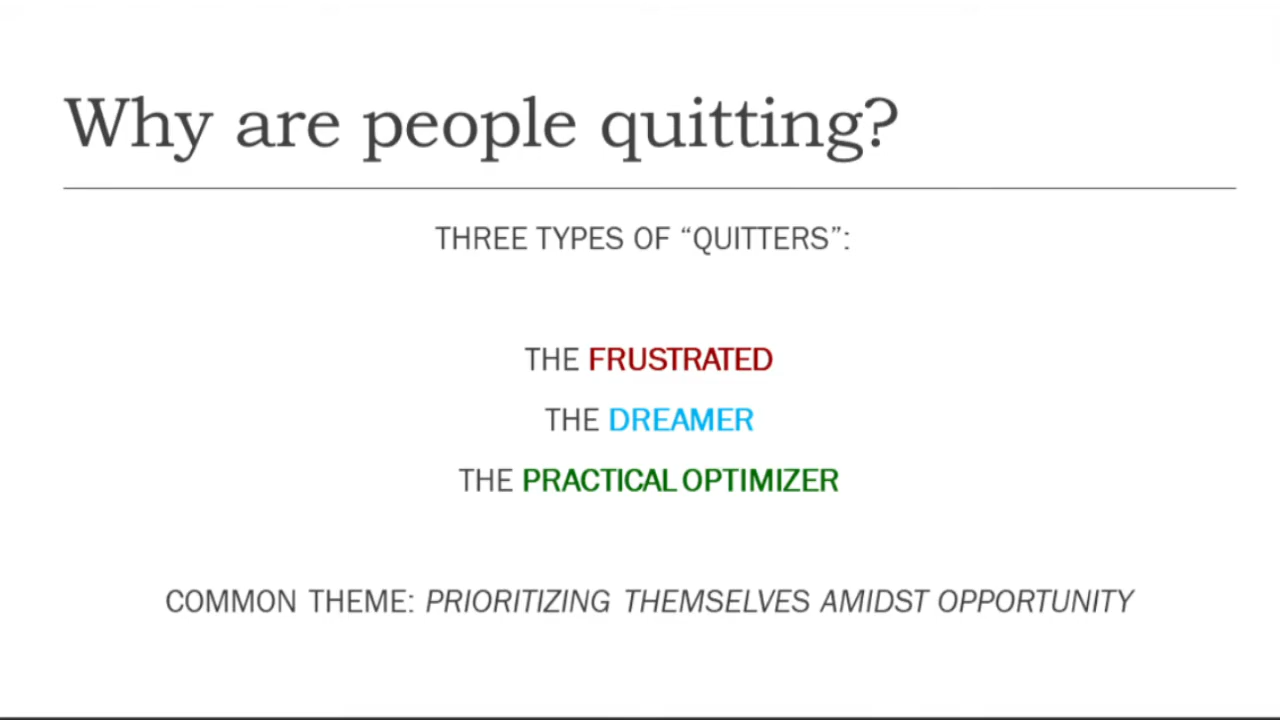 Why are people quitting?
THREE TYPES OF “QUITTERS”:
THE FRUSTRATED
THE DREAMER
THE PRACTICAL OPTIMIZER
COMMON THEME: PRIORITIZING THEMSELVES AMIDST OPPORTUNITY